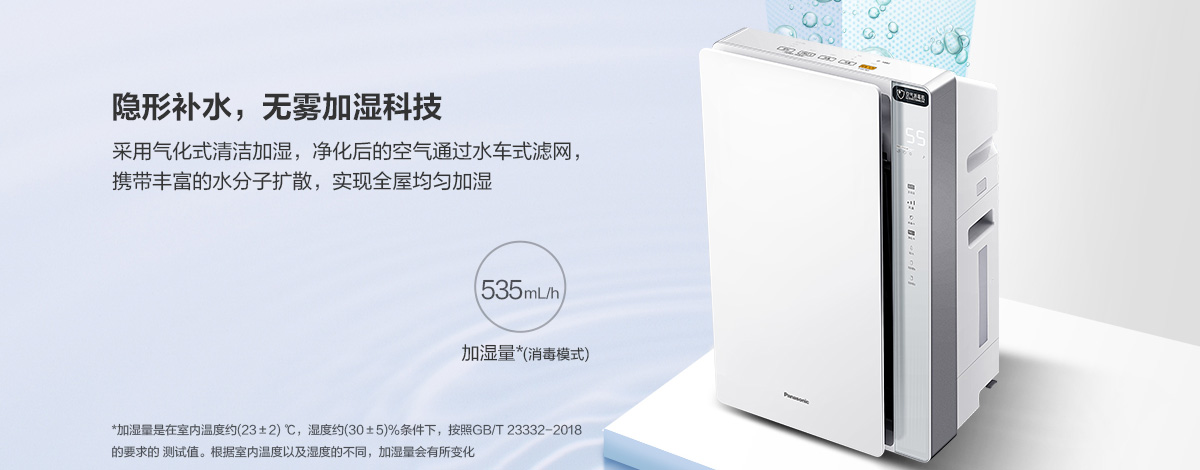 隐形补水，无雾加湿科技
采用气化式清洁加湿，净化后的空气通过水车式滤网，
携带丰富的水分子扩散，实现全屋均匀加湿
535mL/h
加湿量*(消毒模式)
*加湿量是在室内温度约(23±2) ℃，湿度约(30±5)%条件下，按照GB/T 23332-2018
的要求的 测试值。根据室内温度以及湿度的不同，加湿量会有所变化
55
Panasonic